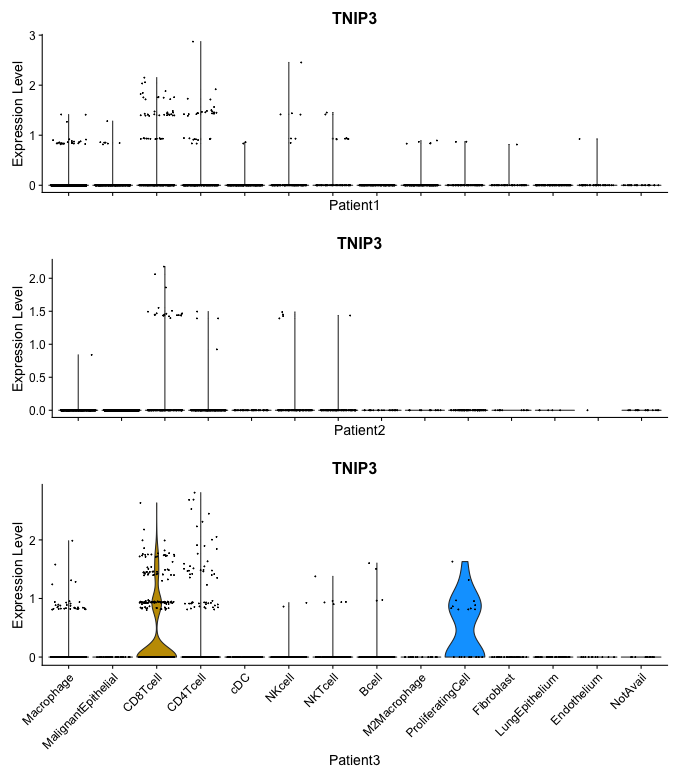 TNIP3
Expression Level
3
2
1
0
Patient1
TNIP3
Expression Level
2.0
1.5
1.0
0.5
0.0
Patient2
TNIP3
Expression Level
2
1
0
Macrophage
MalignantEpithelial
CD8Tcell
CD4Tcell
cDC
NKcell
NKTcell
Bcell
M2Macrophage
ProliferatingCell
Fibroblast
LungEpithelium
Endothelium
NotAvail
Patient3